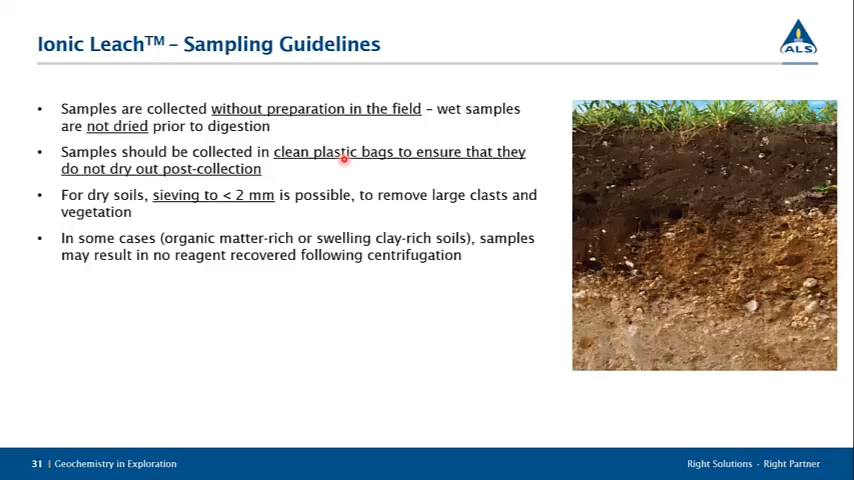 Ionic Leach™ – Sampling Guidelines
ALS
• Samples are collected without preparation in the field – wet samples
are not dried prior to digestion
• Samples should be collected in clean plastic bags to ensure that they
do not dry out post-collection
• For dry soils, sieving to < 2 mm is possible, to remove large clasts and
vegetation
• In some cases (organic matter-rich or swelling clay-rich soils), samples
may result in no reagent recovered following centrifugation
31 | Geochemistry in Exploration
Right Solutions · Right Partner